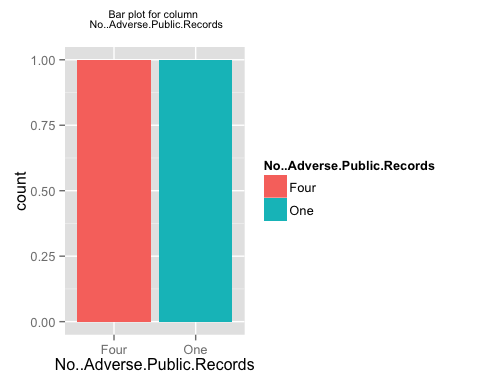 Bar plot for column
No..Adverse.Public.Records
1.00
0.75
0.50
0.25
0.00
count
Four
One
No..Adverse.Public.Records
No..Adverse.Public.Records
Four
One